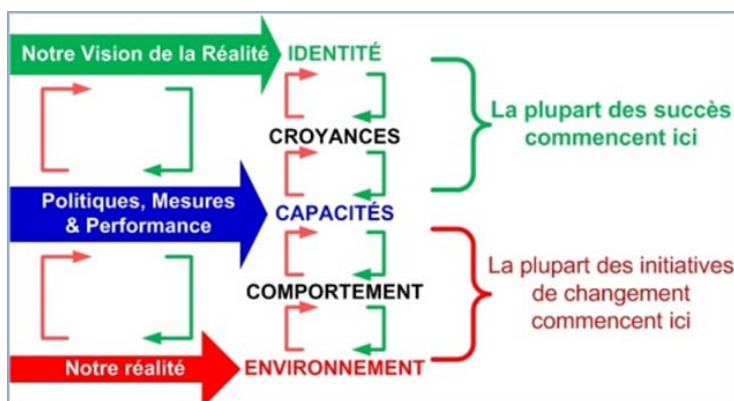 Notre Vision de la Réalité
IDENTITÉ
CROYANCES
La plupart des succès
commencent ici
Politiques, Mesures
& Performance
CAPACITÉS
COMPORTEMENT
La plupart des initiatives
de changement
commencent ici
Notre réalité
ENVIRONNEMENT